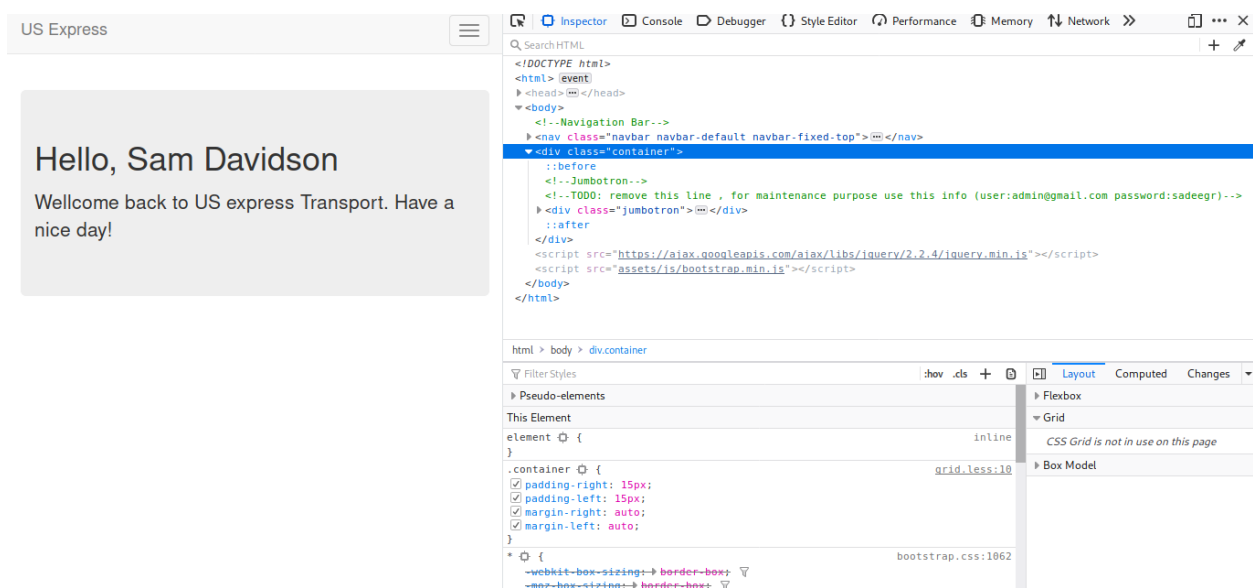 US Express
Inspector Console Debugger Style Editor Performance Memory Network
Search HTML
<!DOCTYPE html>
<html> event
<head> ••• </head>
<body>
<!--Navigation Bar-->
<nav class="navbar navbar-default navbar-fixed-top"> ••• </nav>
<div class="container">
::before
<!--Jumbotron-->
<!--TODO: remove this line , for maintenance purpose use this info (user:admin@gmail.com password:sadeegr)-->
<div class="jumbotron"> ••• </div>
::after
</div>
<script src="https://ajax.googleapis.com/ajax/libs/jquery/2.2.4/jquery.min.js"></script>
<script src="assets/js/bootstrap.min.js"></script>
</body>
</html>
Hello, Sam Davidson
Wellcome back to US express Transport. Have a
nice day!
html > body > div.container
Filter Styles :hov .cls +
Layout Computed Changes
Pseudo-elements
This Element
element { inline
}
.container { grid.less:10
padding-right: 15px;
padding-left: 15px;
margin-right: auto;
margin-left: auto;
}
* { bootstrap.css:1062
-webkit-box-sizing: border-box;
-moz-box-sizing: border-box;
Flexbox
Grid
CSS Grid is not in use on this page
Box Model